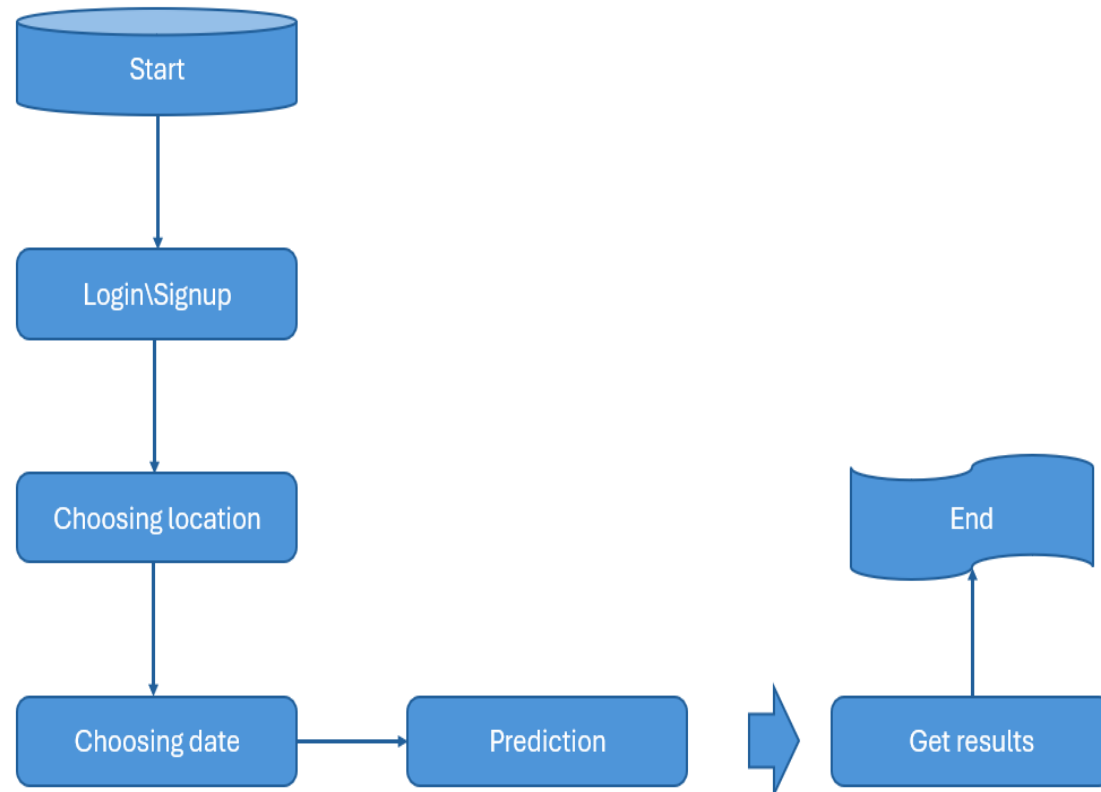 Start
Login\Signup
Choosing location
Choosing date
Prediction
Get results
End